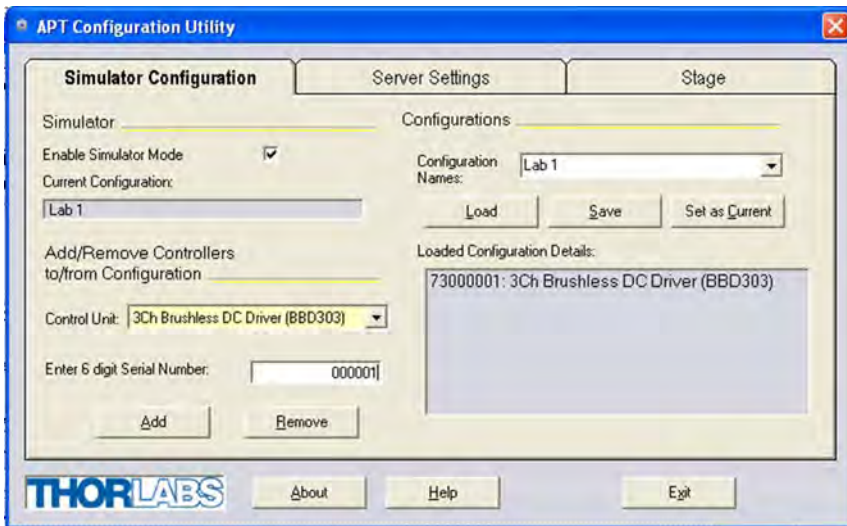 APT Configuration Utility
Simulator Configuration
Server Settings
Stage
Simulator
Enable Simulator Mode
Current Configuration:
Lab 1
Add/Remove Controllers
to/from Configuration
Control Unit:
3Ch Brushless DC Driver (BBD303)
Enter 6 digit Serial Number:
000001
Add
Remove
Configurations
Configuration
Names:
Lab 1
Load
Save
Set as Current
Loaded Configuration Details:
73000001: 3Ch Brushless DC Driver (BBD303)
THORLABS
About
Help
Exit